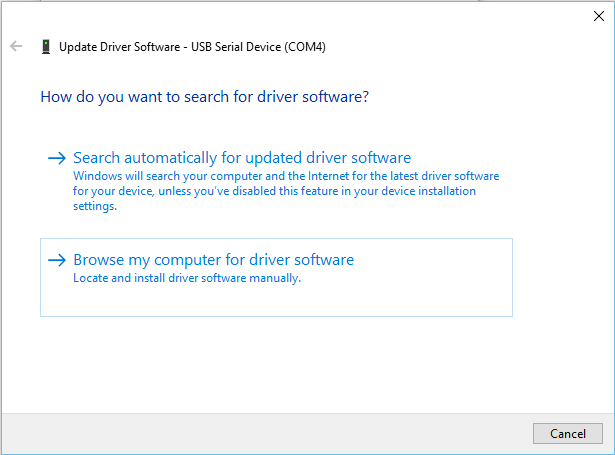 Update Driver Software - USB Serial Device (COM4)
How do you want to search for driver software?
Search automatically for updated driver software
Windows will search your computer and the Internet for the latest driver software
for your device, unless you've disabled this feature in your device installation
settings.
Browse my computer for driver software
Locate and install driver software manually.
Cancel